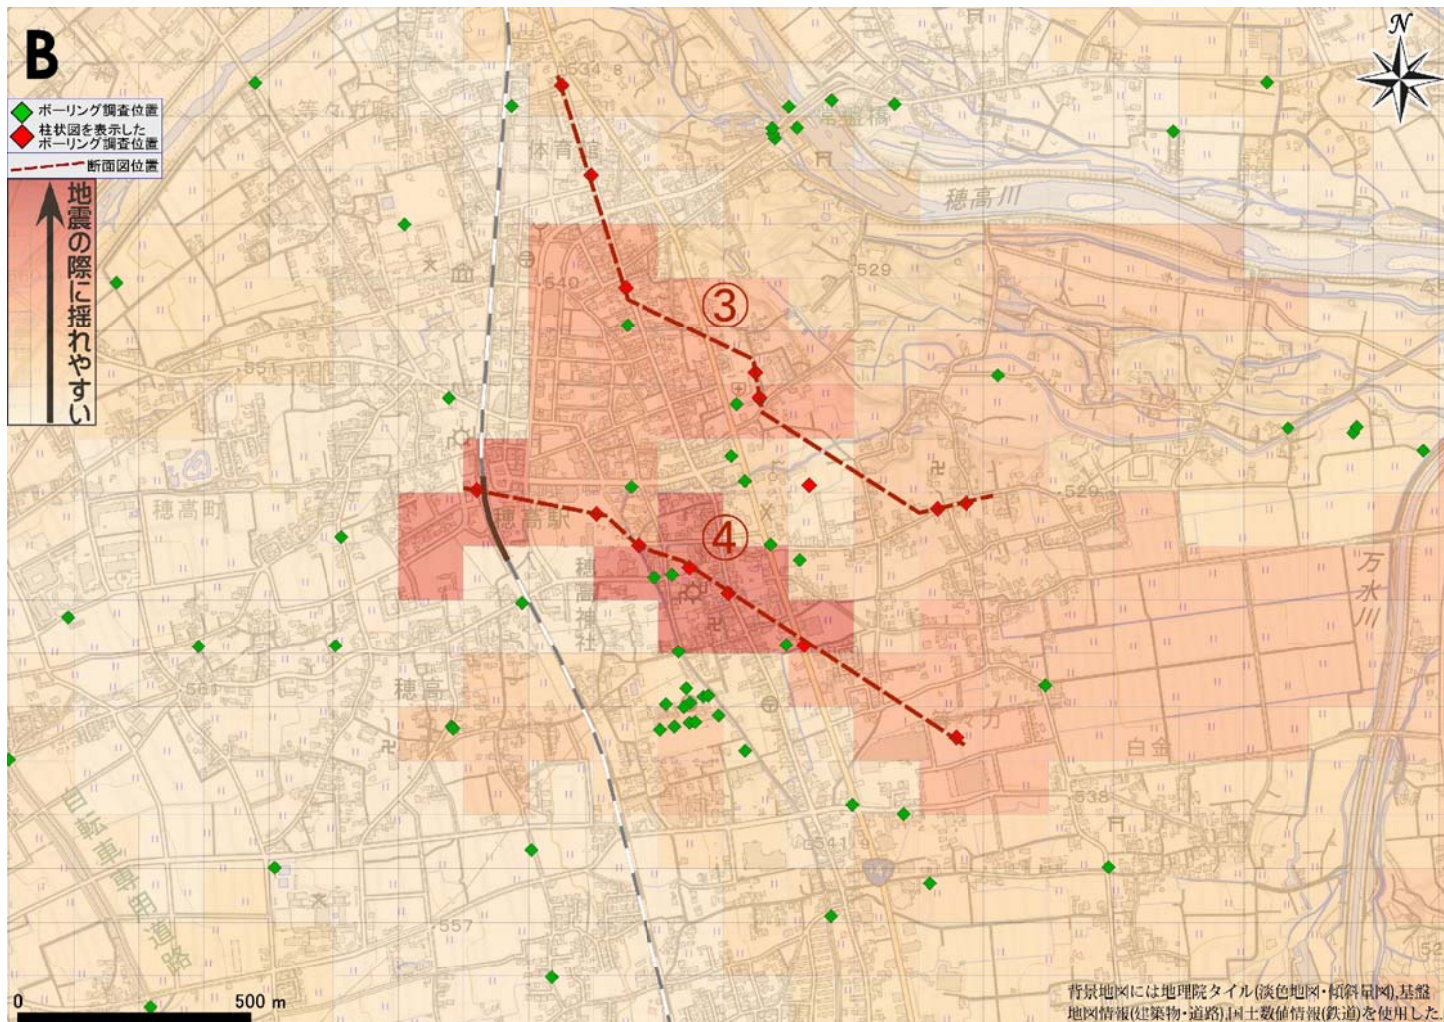 B
N
ボーリング調査位置
柱状図を表示した
ボーリング調査位置
断面図位置
地震の際に揺れやすい
534.8
体育館
常盤橋
穂高川
529
540
③
551
穂高町
穂高駅
④
529
穂高神社
万水川
561
穂高
白金
538
541.9
自転車専用道路
557
0
500 m
背景地図には地理院タイル(淡色地図・傾斜量図),基盤
地図情報(建築物・道路),国土数値情報(鉄道)を使用した.